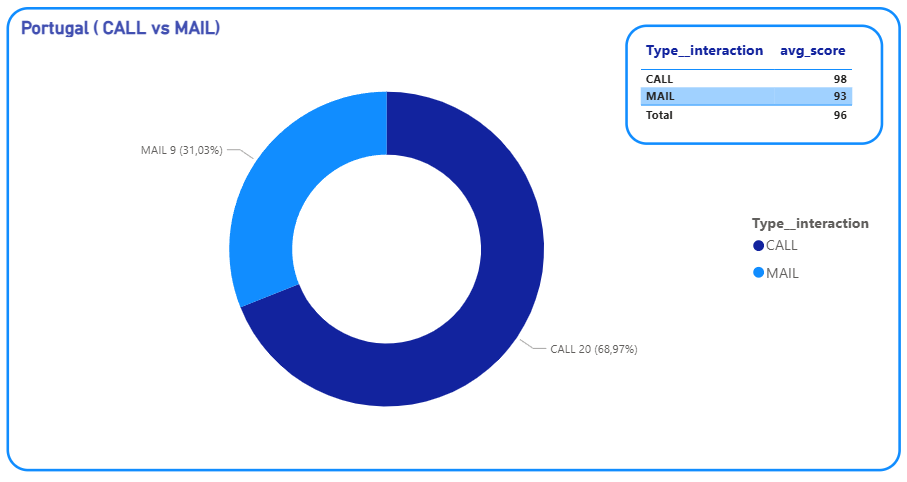 Portugal ( CALL vs MAIL)
Type__interaction avg_score
CALL 98
MAIL 93
Total 96
MAIL 9 (31,03%)
Type__interaction
CALL
MAIL
CALL 20 (68,97%)